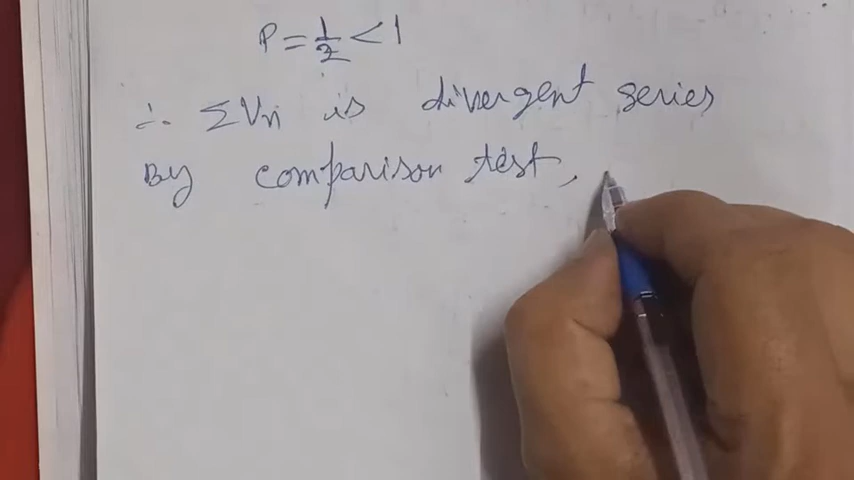 P = 1/2 < 1
∴ ΣVn is divergent series
By comparison test,